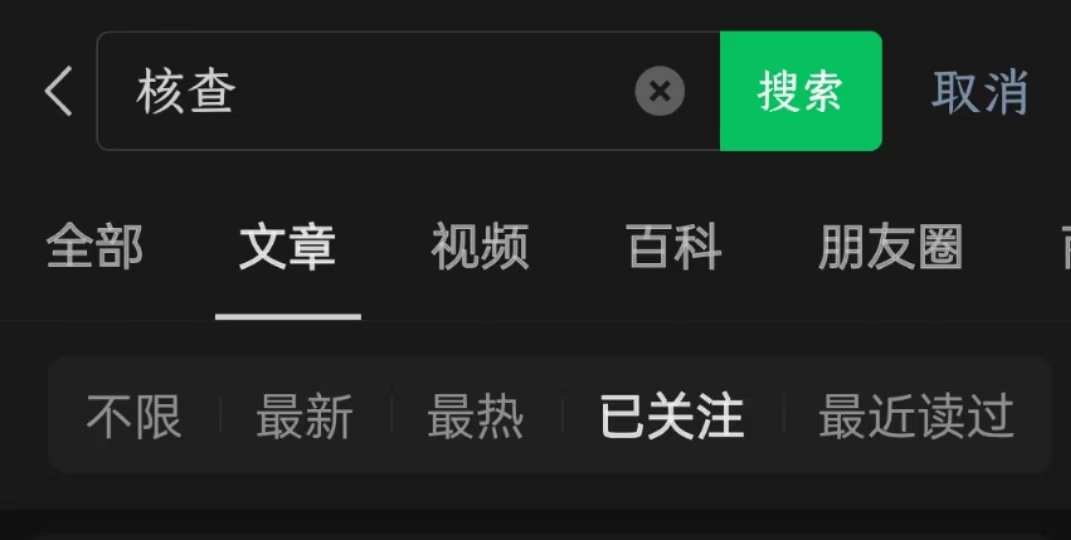 核查 搜索 取消
全部 文章 视频 百科 朋友圈
不限 最新 最热 已关注 最近读过